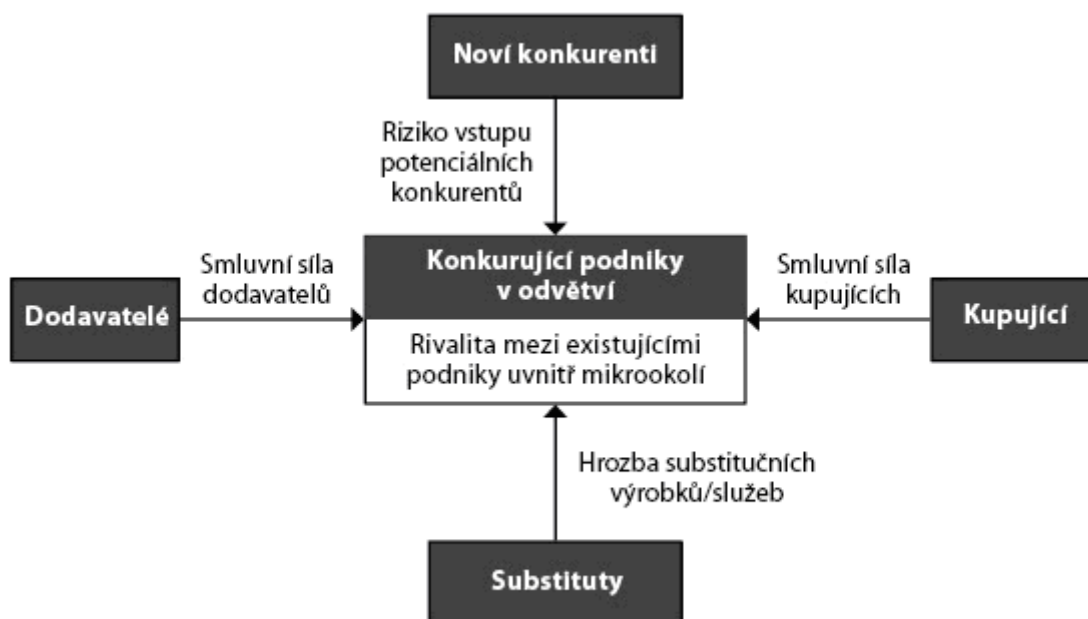 Noví konkurenti
Riziko vstupu
potenciálních
konkurentů
Smluvní síla
dodavatelů
Dodavatelé
Konkurující podniky
v odvětví
Rivalita mezi existujícími
podniky uvnitř mikrookolí
Smluvní síla
kupujících
Kupující
Hrozba substitučních
výrobků/služeb
Substituty